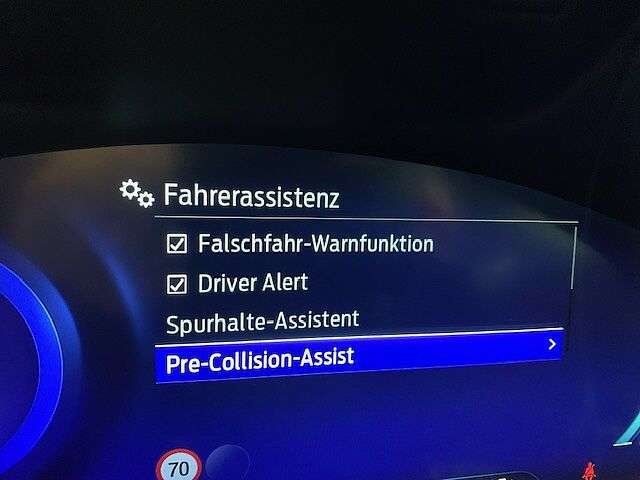 Fahrerassistenz
Falschfahr-Warnfunktion
Driver Alert
Spurhalte-Assistent
Pre-Collision-Assist
70